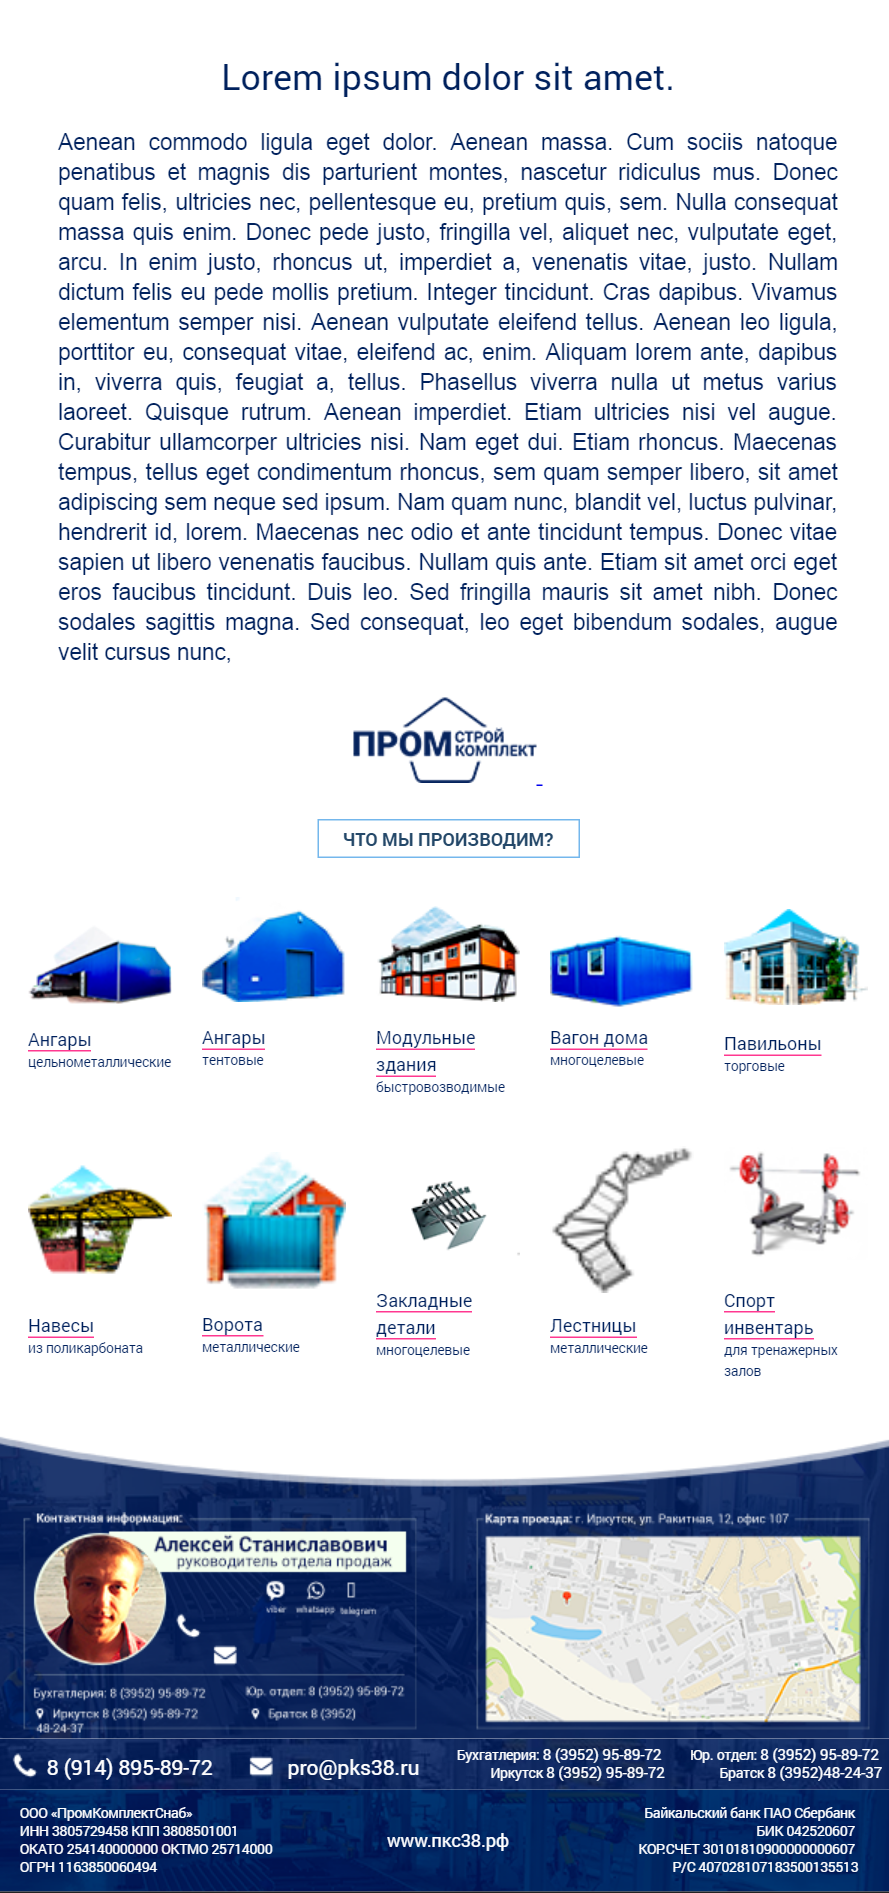 Lorem ipsum dolor sit amet.
Aenean commodo ligula eget dolor. Aenean massa. Cum sociis natoque
penatibus et magnis dis parturient montes, nascetur ridiculus mus. Donec
quam felis, ultricies nec, pellentesque eu, pretium quis, sem. Nulla consequat
massa quis enim. Donec pede justo, fringilla vel, aliquet nec, vulputate eget,
arcu. In enim justo, rhoncus ut, imperdiet a, venenatis vitae, justo. Nullam
dictum felis eu pede mollis pretium. Integer tincidunt. Cras dapibus. Vivamus
elementum semper nisi. Aenean vulputate eleifend tellus. Aenean leo ligula,
porttitor eu, consequat vitae, eleifend ac, enim. Aliquam lorem ante, dapibus
in, viverra quis, feugiat a, tellus. Phasellus viverra nulla ut metus varius
laoreet. Quisque rutrum. Aenean imperdiet. Etiam ultricies nisi vel augue.
Curabitur ullamcorper ultricies nisi. Nam eget dui. Etiam rhoncus. Maecenas
tempus, tellus eget condimentum rhoncus, sem quam semper libero, sit amet
adipiscing sem neque sed ipsum. Nam quam nunc, blandit vel, luctus pulvinar,
hendrerit id, lorem. Maecenas nec odio et ante tincidunt tempus. Donec vitae
sapien ut libero venenatis faucibus. Nullam quis ante. Etiam sit amet orci eget
eros faucibus tincidunt. Duis leo. Sed fringilla mauris sit amet nibh. Donec
sodales sagittis magna. Sed consequat, leo eget bibendum sodales, augue
velit cursus nunc,
ПРОМ СТРОЙ
КОМПЛЕКТ
ЧТО МЫ ПРОИЗВОДИМ?
Ангары
цельнометаллические
Ангары
тентовые
Модульные
здания
быстровозводимые
Вагон дома
многоцелевые
Павильоны
торговые
Навесы
из поликарбоната
Ворота
металлические
Закладные
детали
многоцелевые
Лестницы
металлические
Спорт
инвентарь
для тренажерных
залов
Контактная информация:
Алексей Станиславович
руководитель отдела продаж
viber whatsapp telegram
Бухгатлерия: 8 (3952) 95-89-72 Юр. отдел: 8 (3952) 95-89-72
Иркутск 8 (3952) 95-89-72 Братск 8 (3952)
48-24-37
Карта проезда: г. Иркутск, ул. Ракитная, 12, офис 107
8 (914) 895-89-72
pro@pks38.ru
Бухгатлерия: 8 (3952) 95-89-72 Юр. отдел: 8 (3952) 95-89-72
Иркутск 8 (3952) 95-89-72 Братск 8 (3952)48-24-37
ООО «ПромКомплектСнаб»
ИНН 3805729458 КПП 3808501001
ОКАТО 254140000000 ОКТМО 25714000
ОГРН 1163850060494
www.пкс38.рф
Байкальский банк ПАО Сбербанк
БИК 042520607
КОР.СЧЕТ 30101810900000000607
Р/С 407028107183500135513